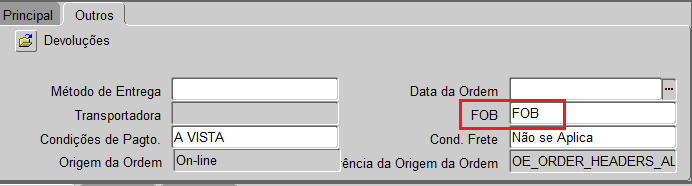 Principal Outros
Devoluções
Método de Entrega Data da Ordem ...
Transportadora FOB FOB
Condições de Pagto. A VISTA Cond. Frete Não se Aplica
Origem da Ordem On-line rência da Origem da Ordem OE_ORDER_HEADERS_AL